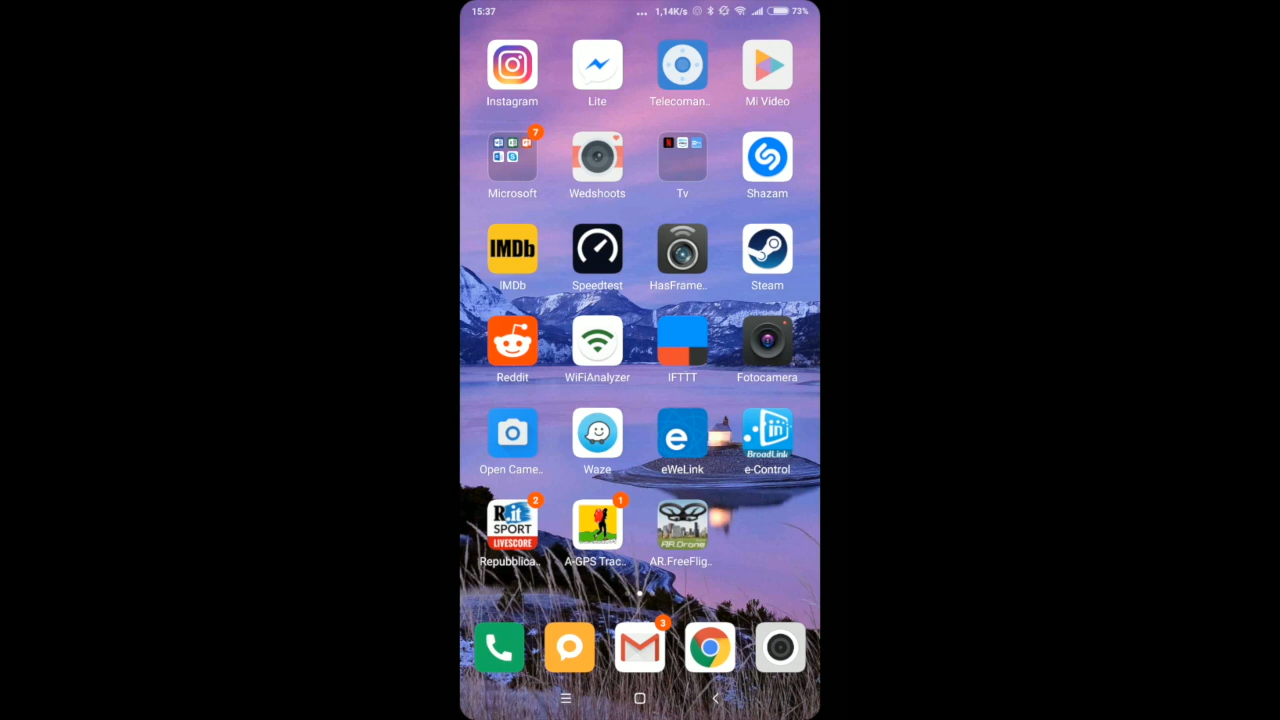 15:37 ... 1,14K/s 73%
Instagram Lite Telecoman.. Mi Video
7
Microsoft Wedshoots Tv Shazam
IMDb
IMDb Speedtest HasFrame.. Steam
Reddit WiFiAnalyzer IFTTT Fotocamera
e in BroadLink
Open Came.. Waze eWeLink e-Control
2 1
R.it SPORT LIVESCORE AR.Drone
Repubblica.. A-GPS Trac.. AR.FreeFlig..
3